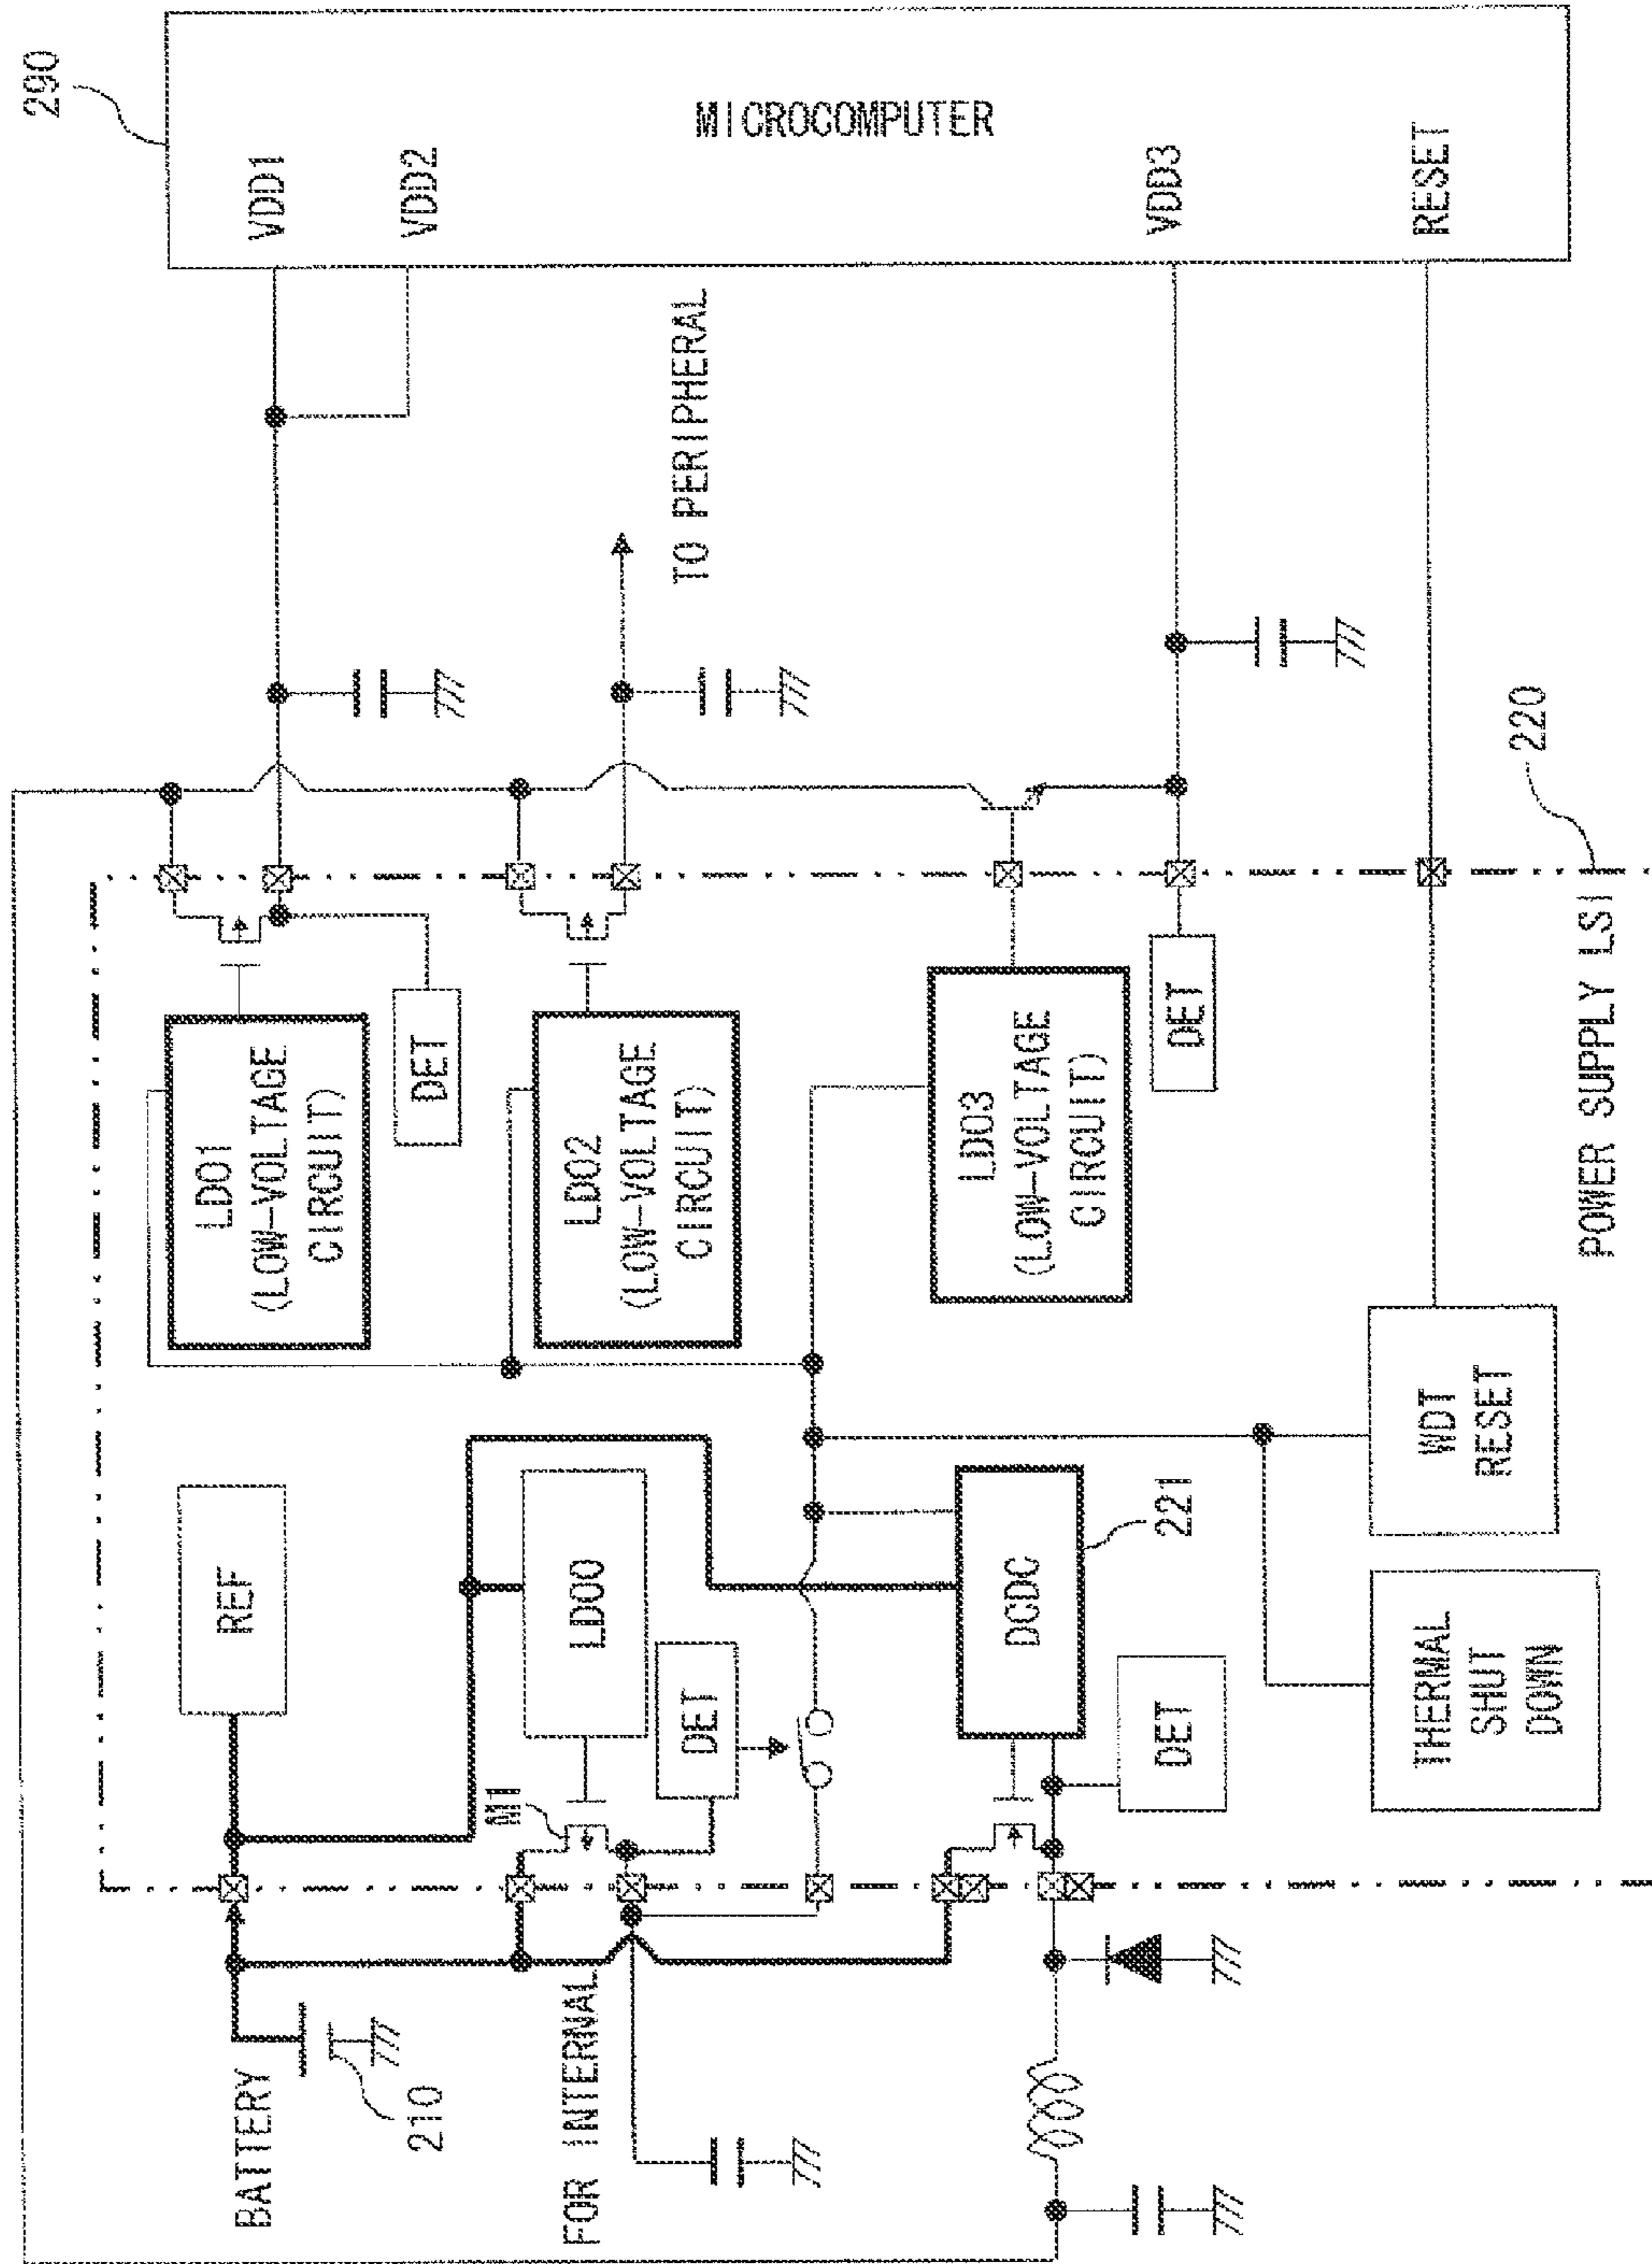 BATTERY
210
FOR INTERNAL
REF
M1
LDO0
DET
DCDC
221
DET
THERMAL
SHUT
DOWN
WDT
RESET
LDO1
(LOW-VOLTAGE
CIRCUIT)
DET
LDO2
(LOW-VOLTAGE
CIRCUIT)
LDO3
(LOW-VOLTAGE
CIRCUIT)
DET
POWER SUPPLY LSI
220
TO PERIPHERAL
290
VDD1
VDD2
MICROCOMPUTER
VDD3
RESET